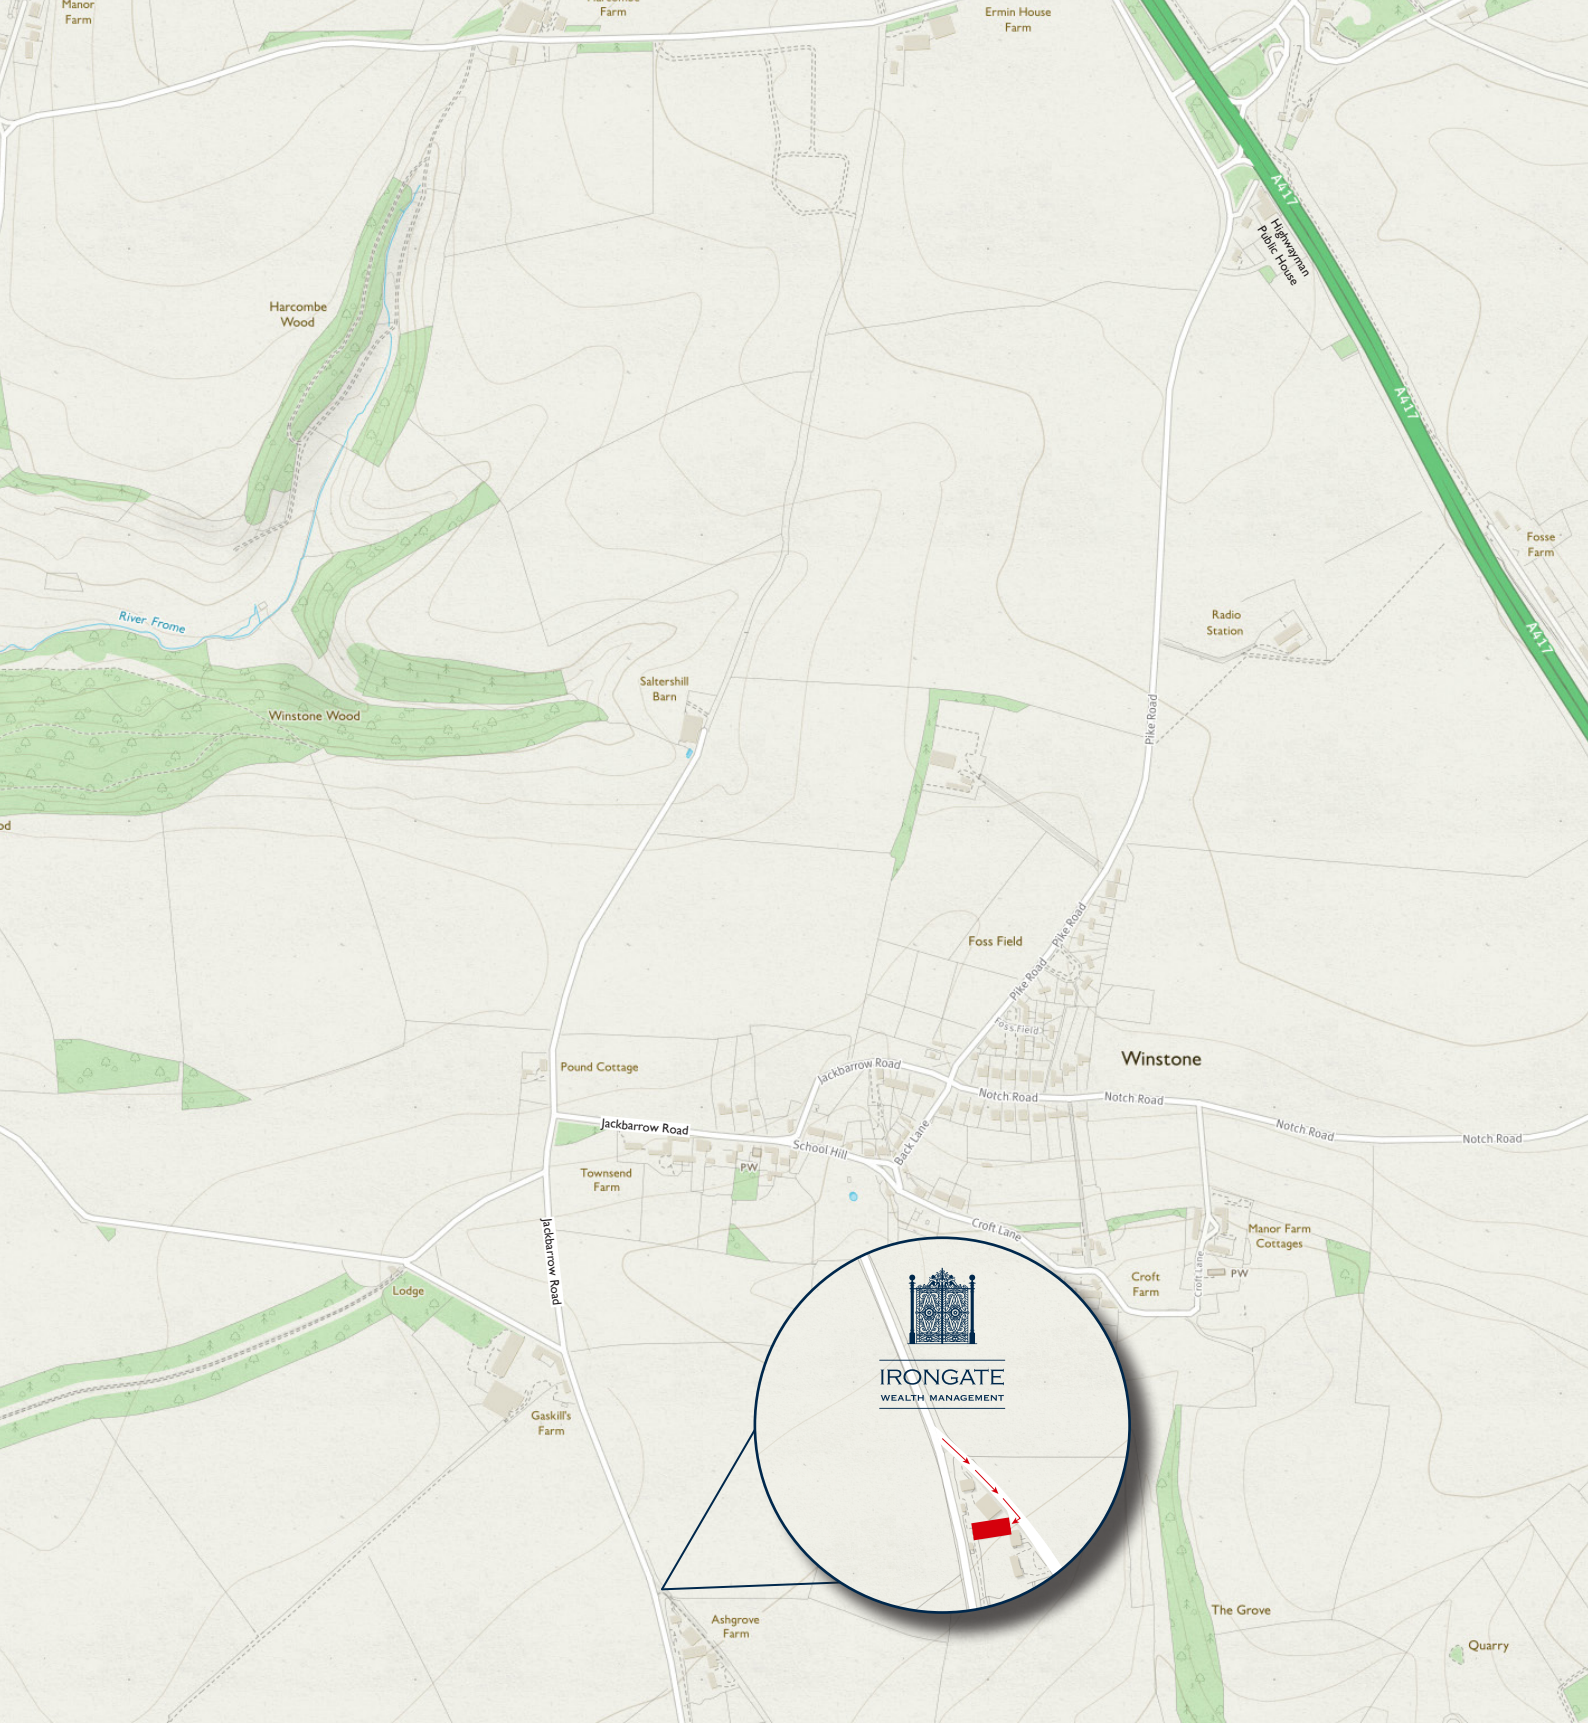 Manor
Farm
Farm
Ermin House
Farm
A417
Highwayman
Public House
Harcombe
Wood
A417
Fosse
Farm
River Frome
Radio
Station
A417
Saltershill
Barn
Winstone Wood
Pike Road
od
Pike Road
Foss Field
Pike Road
Foss Field
Winstone
Pound Cottage
Jackbarrow Road
Notch Road
Notch Road
Jackbarrow Road
School Hill
Back Lane
Notch Road
Notch Road
PW
Townsend
Farm
Jackbarrow Road
Croft Lane
Manor Farm
Cottages
Croft Lane
PW
Croft
Farm
Lodge
IRONGATE
WEALTH MANAGEMENT
Gaskill's
Farm
Ashgrove
Farm
The Grove
Quarry